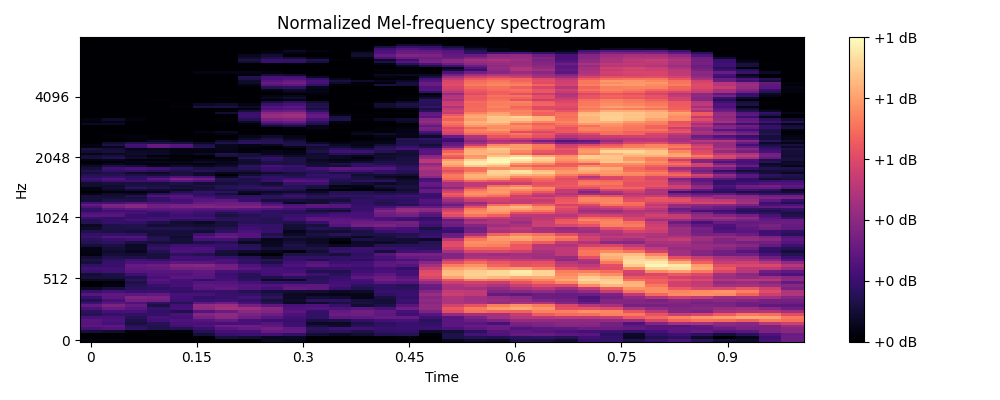 Normalized Mel-frequency spectrogram
Hz
4096
2048
1024
512
0
0 0.15 0.3 0.45 0.6 0.75 0.9
Time
+1 dB
+1 dB
+1 dB
+0 dB
+0 dB
+0 dB